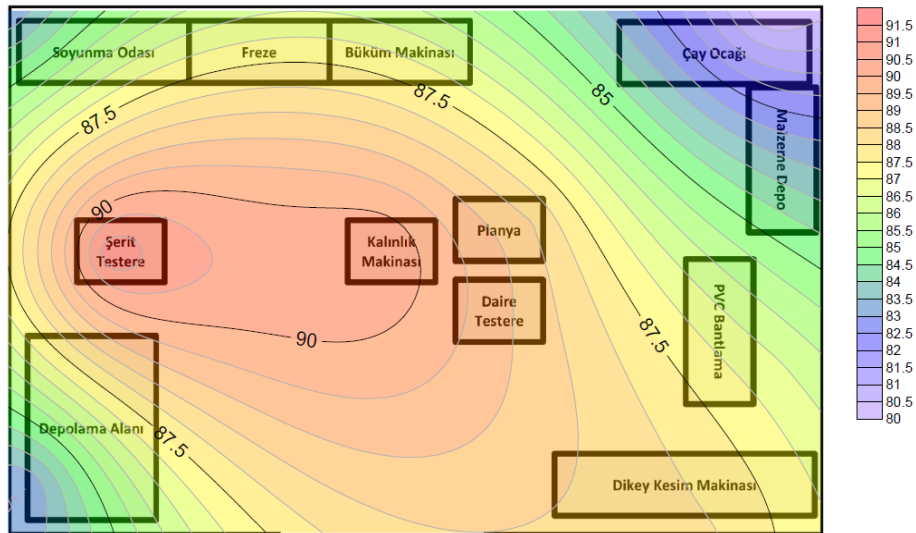 Soyunma Odası
Freze
Büküm Makinası
Çay Ocağı
Malzeme Depo
87.5
87.5
85
90
Şerit
Testere
Kalınlık
Makinası
Planya
Daire
Testere
PVC Bantlama
90
87.5
Depolama Alanı
87.5
Dikey Kesim Makinası
91.5
91
90.5
90
89.5
89
88.5
88
87.5
87
86.5
86
85.5
85
84.5
84
83.5
83
82.5
82
81.5
81
80.5
80